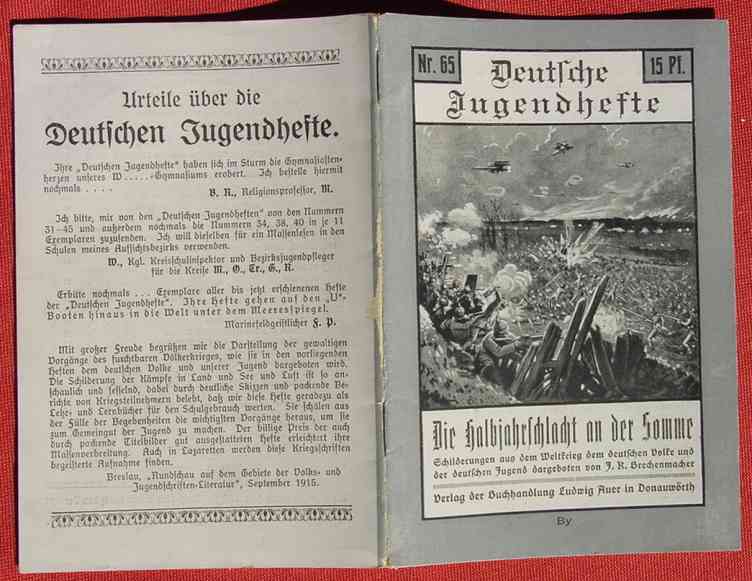 Urteile über die
Deutschen Jugendhefte.
Ihre „Deutschen Jugendhefte“ haben sich im Sturm die Gymnasiasten-
herzen unseres W.....-Gymnasiums erobert. Ich bestelle hiermit
nochmals ....
B. R., Religionsprofessor, M.
Ich bitte, mir von den „Deutschen Jugendheften“ von den Nummern
31-45 und außerdem nochmals die Nummern 34, 38, 40 in je 11
Exemplaren zuzusenden. Ich will dieselben für ein Massenlesen in den
Schulen meines Aufsichtsbezirks verwenden.
W., Kgl. Kreisschulinspektor und Bezirksjugendpfleger
für die Kreise M., O., Tr., G., R.
Erbitte nochmals ... Exemplare aller bis jetzt erschienenen Hefte
der „Deutschen Jugendhefte“. Ihre Hefte gehen auf den „U“-
Booten hinaus in die Welt unter dem Meeresspiegel.
Marinefeldgeistlicher F. P.
Mit großer Freude begrüßen wir die Darstellung der gewaltigen
Vorgänge des furchtbaren Völkerkrieges, wie sie in den vorliegenden
Heften dem deutschen Volke und unserer Jugend dargeboten wird.
Die Schilderung der Kämpfe in Land und See und Luft ist so an-
schaulich und fesselnd, dabei durch deutliche Skizzen und packende Be-
richte von Kriegsteilnehmern belebt, daß wir diese Hefte geradezu als
Lehr- und Lernbücher für den Schulgebrauch werten. Sie schälen aus
der Fülle der Begebenheiten die wichtigsten Vorgänge heraus, um sie
zum Gemeingut der Jugend zu machen. Der billige Preis der auch
durch packende Titelbilder gut ausgestatteten Hefte erleichtert ihre
Massenverbreitung. Auch in Lazaretten werden diese Kriegsschriften
begeisterte Aufnahme finden.
Breslau, „Rundschau auf dem Gebiete der Volks- und
Jugendschriften-Literatur“, September 1915.
Nr. 65
15 Pf.
Deutsche
Jugendhefte
Die Halbjahrschlacht an der Somme
Schilderungen aus dem Weltkrieg dem deutschen Volke und
der deutschen Jugend dargeboten von J. K. Brechenmacher
Verlag der Buchhandlung Ludwig Auer in Donauwörth
By